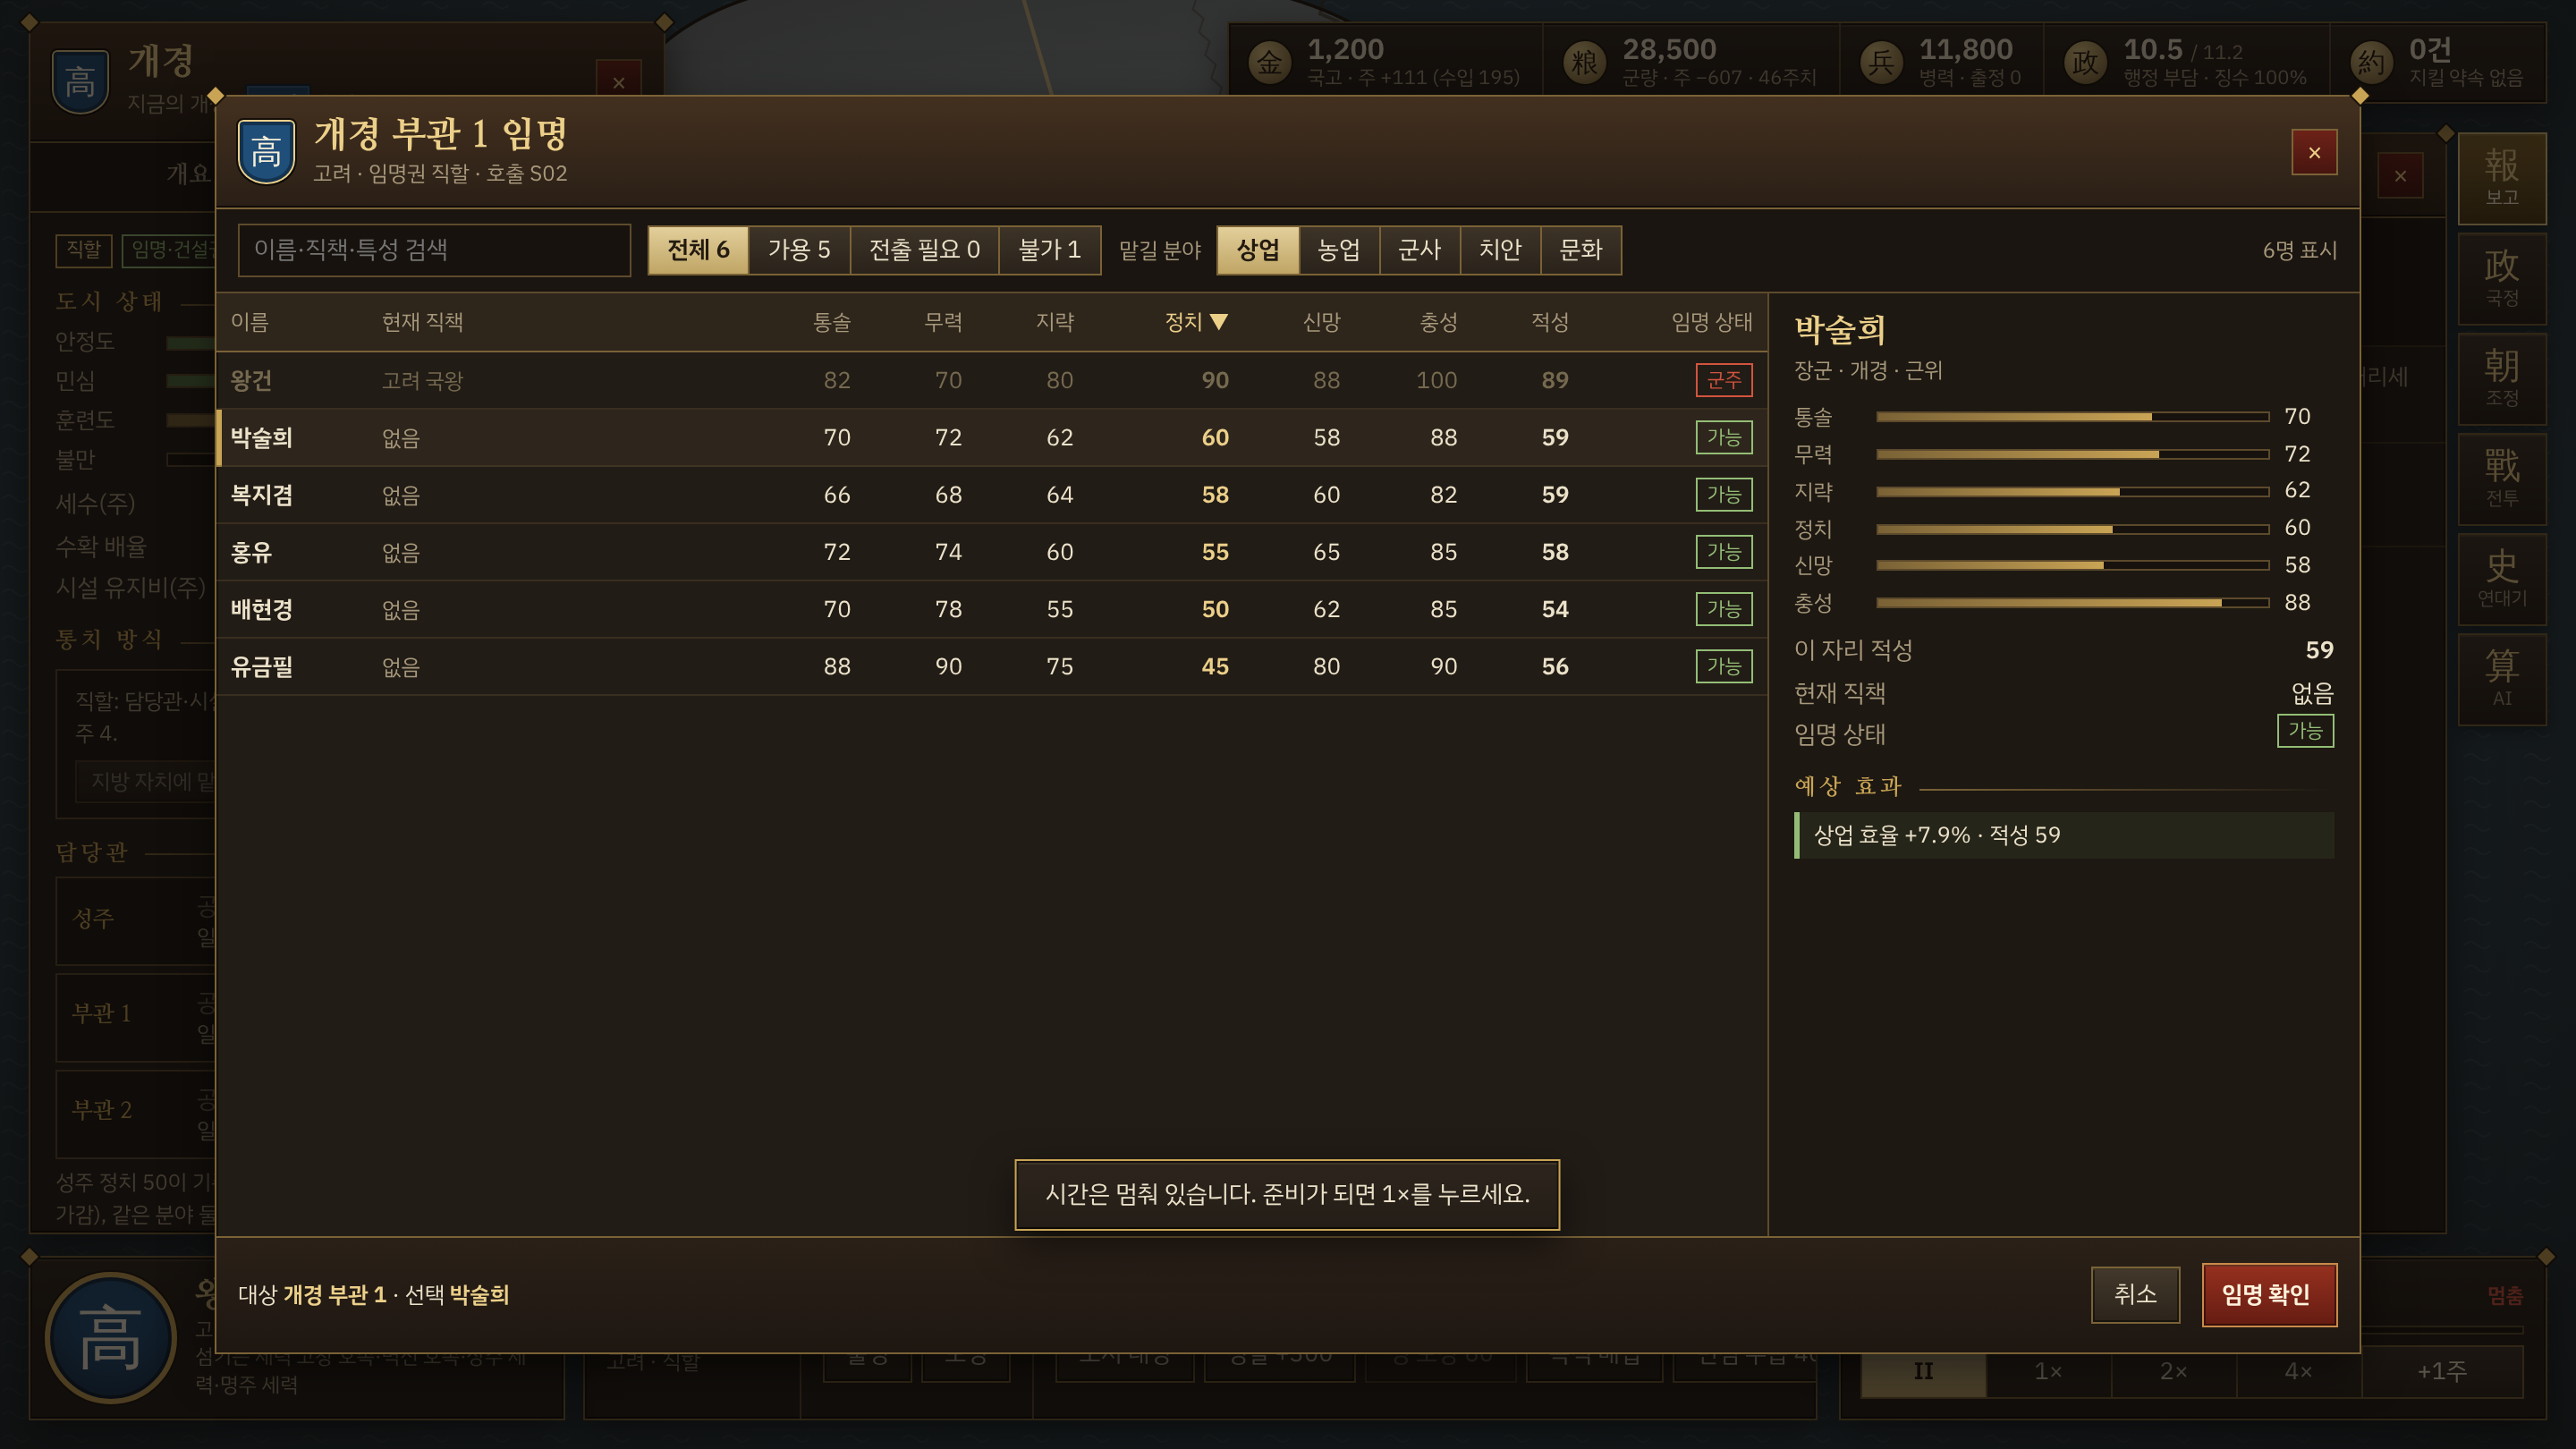 개경
지금의 개
×
金 1,200
국고 · 주 +111 (수입 195)
粮 28,500
군량 · 주 −607 · 46주치
兵 11,800
병력 · 출정 0
政 10.5 / 11.2
행정 부담 · 징수 100%
約 0건
지킬 약속 없음
高
개경 부관 1 임명
고려 · 임명권 직할 · 호출 S02
×
이름·직책·특성 검색
전체 6 가용 5 전출 필요 0 불가 1 맡길 분야 상업 농업 군사 치안 문화 6명 표시
이름 현재 직책 통솔 무력 지략 정치 ▼ 신망 충성 적성 임명 상태
왕건 고려 국왕 82 70 80 90 88 100 89 군주
박술희 없음 70 72 62 60 58 88 59 가능
복지겸 없음 66 68 64 58 60 82 59 가능
홍유 없음 72 74 60 55 65 85 58 가능
배현경 없음 70 78 55 50 62 85 54 가능
유금필 없음 88 90 75 45 80 90 56 가능
박술희
장군 · 개경 · 근위
통솔 70
무력 72
지략 62
정치 60
신망 58
충성 88
이 자리 적성 59
현재 직책 없음
임명 상태 가능
예상 효과
상업 효율 +7.9% · 적성 59
시간은 멈춰 있습니다. 준비가 되면 1×를 누르세요.
대상 개경 부관 1 · 선택 박술희
취소
임명 확인
高
개요
직할 임명·건설
도시 상태
안정도
민심
훈련도
불만
세수(주)
수확 배율
시설 유지비(주)
통치 방식
직할: 담당관·시
주 4.
지방 자치에 맡
담당관
성주
부관 1
부관 2
성주 정치 50이 기
가감), 같은 분야 둘
×
報 보고
政 국정
朝 조정
戰 전투
史 연대기
算 AI
高
력·명주 세력
고려 · 직할
멈춤
II 1× 2× 4× +1주